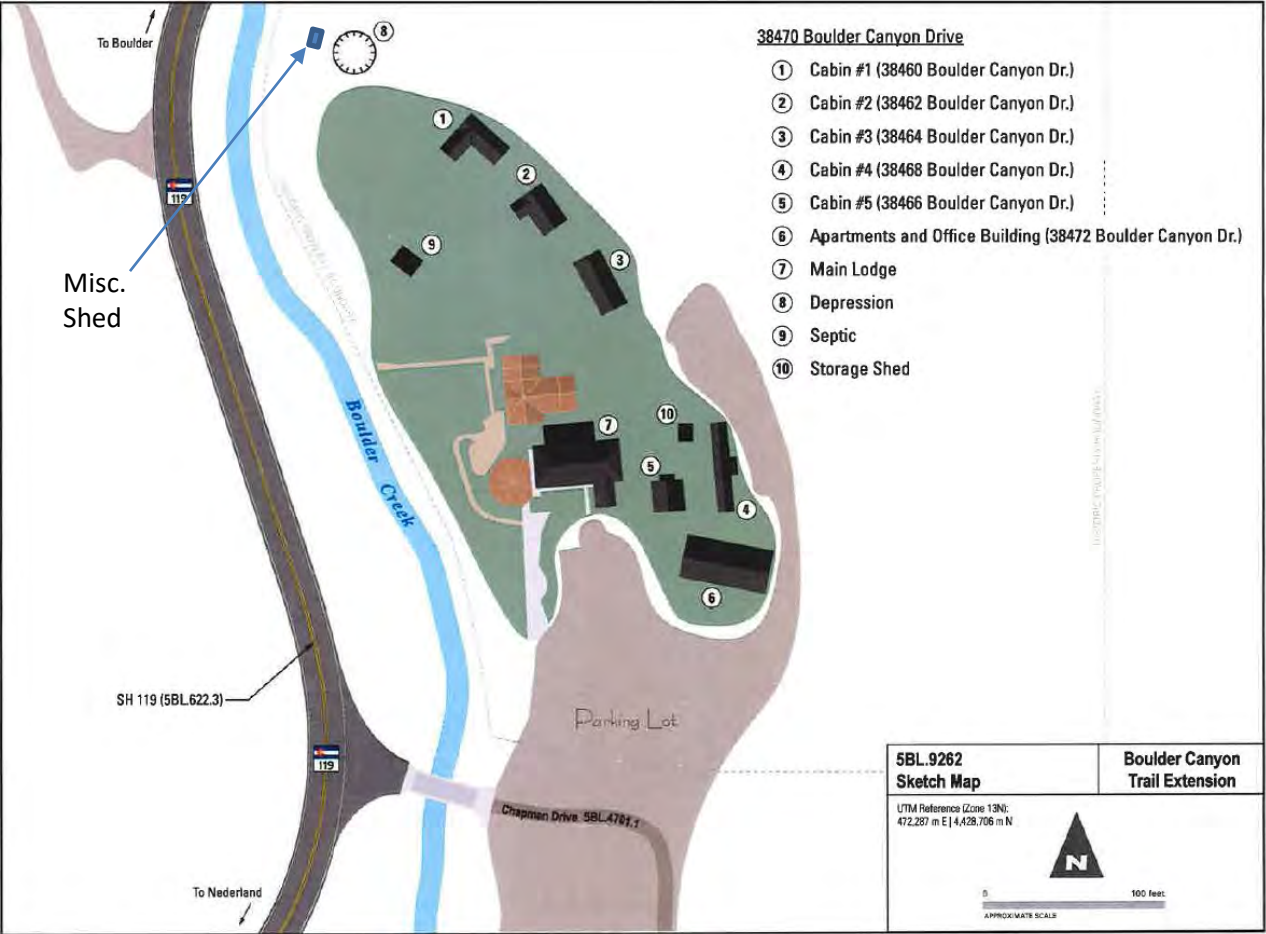 To Boulder
8
38470 Boulder Canyon Drive
1 Cabin #1 (38460 Boulder Canyon Dr.)
2 Cabin #2 (38462 Boulder Canyon Dr.)
3 Cabin #3 (38464 Boulder Canyon Dr.)
4 Cabin #4 (38468 Boulder Canyon Dr.)
5 Cabin #5 (38466 Boulder Canyon Dr.)
6 Apartments and Office Building (38472 Boulder Canyon Dr.)
7 Main Lodge
8 Depression
9 Septic
10 Storage Shed
1
2
119
9
3
Misc.
Shed
Boulder
Creek
10
7
5
4
6
SH 119 (5BL.622.3)
Parking Lot
119
Chapman Drive 5BL.4791.1
To Nederland
5BL.9262
Sketch Map
Boulder Canyon
Trail Extension
UTM Reference (Zone 13N):
472,287 m E | 4,428,706 m N
N
0
100 feet
APPROXIMATE SCALE